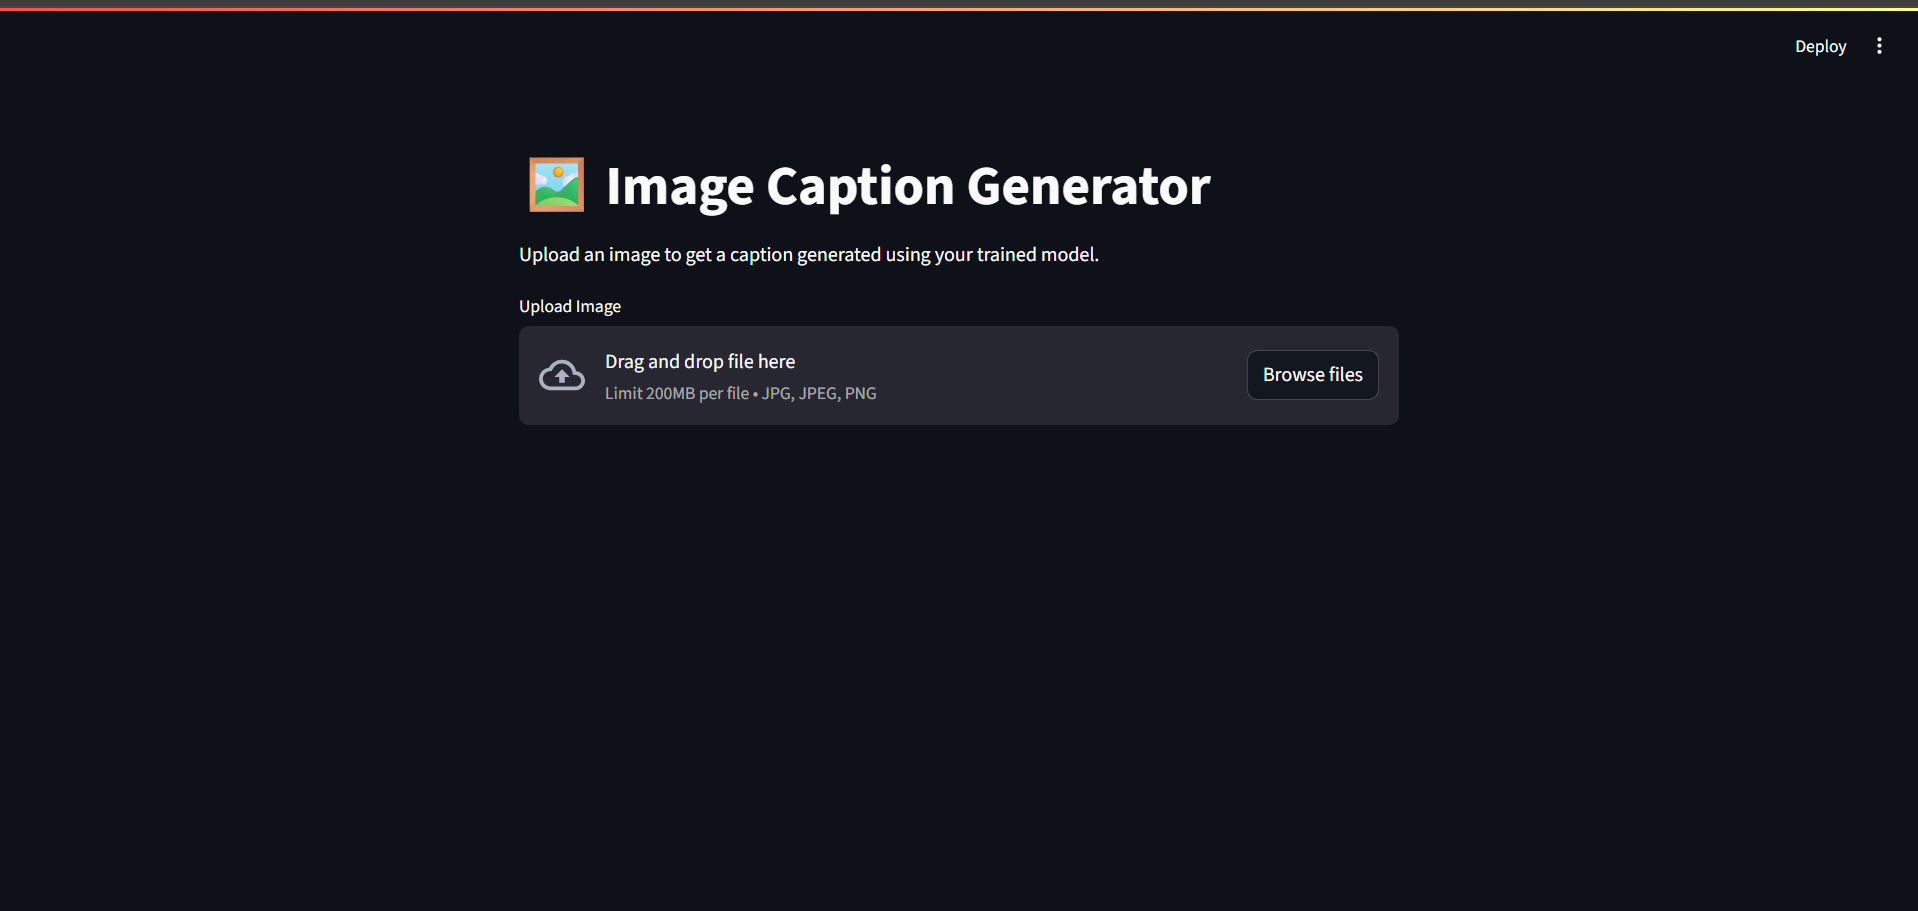 Deploy
Image Caption Generator
Upload an image to get a caption generated using your trained model.
Upload Image
Drag and drop file here
Limit 200MB per file • JPG, JPEG, PNG
Browse files